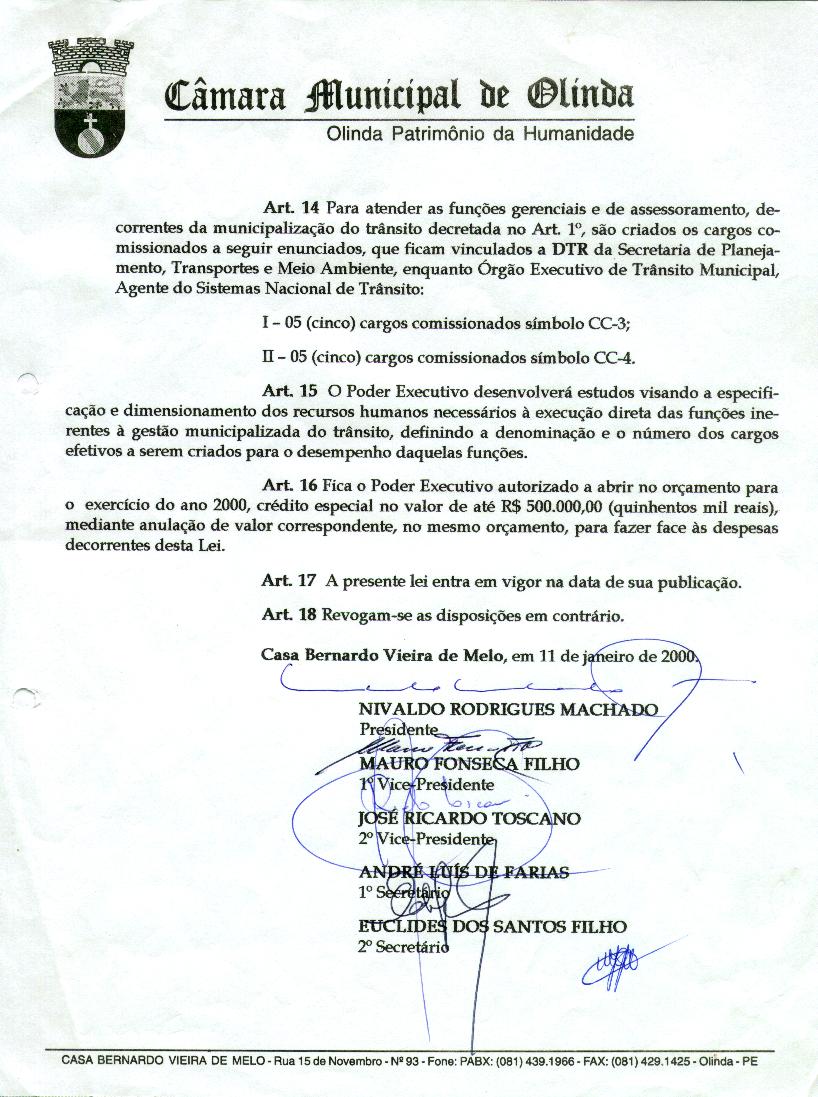 Câmara Municipal de Olinda
Olinda Patrimônio da Humanidade
Art. 14 Para atender as funções gerenciais e de assessoramento, de-
correntes da municipalização do trânsito decretada no Art. 1º, são criados os cargos co-
missionados a seguir enunciados, que ficam vinculados a DTR da Secretaria de Planeja-
mento, Transportes e Meio Ambiente, enquanto Órgão Executivo de Trânsito Municipal,
Agente do Sistemas Nacional de Trânsito:
I – 05 (cinco) cargos comissionados símbolo CC-3;
II – 05 (cinco) cargos comissionados símbolo CC-4.
Art. 15 O Poder Executivo desenvolverá estudos visando a especifi-
cação e dimensionamento dos recursos humanos necessários à execução direta das funções ine-
rentes à gestão municipalizada do trânsito, definindo a denominação e o número dos cargos
efetivos a serem criados para o desempenho daquelas funções.
Art. 16 Fica o Poder Executivo autorizado a abrir no orçamento para
o exercício do ano 2000, crédito especial no valor de até R$ 500.000,00 (quinhentos mil reais),
mediante anulação de valor correspondente, no mesmo orçamento, para fazer face às despesas
decorrentes desta Lei.
Art. 17 A presente lei entra em vigor na data de sua publicação.
Art. 18 Revogam-se as disposições em contrário.
Casa Bernardo Vieira de Melo, em 11 de janeiro de 2000.
NIVALDO RODRIGUES MACHADO
Presidente
MAURO FONSECA FILHO
1º Vice-Presidente
JOSÉ RICARDO TOSCANO
2º Vice-Presidente
ANDRÉ LUÍS DE FARIAS
1º Secretário
EUCLIDES DOS SANTOS FILHO
2º Secretário
CASA BERNARDO VIEIRA DE MELO - Rua 15 de Novembro - Nº 93 - Fone: PABX: (081) 439.1966 - FAX: (081) 429.1425 - Olinda - PE